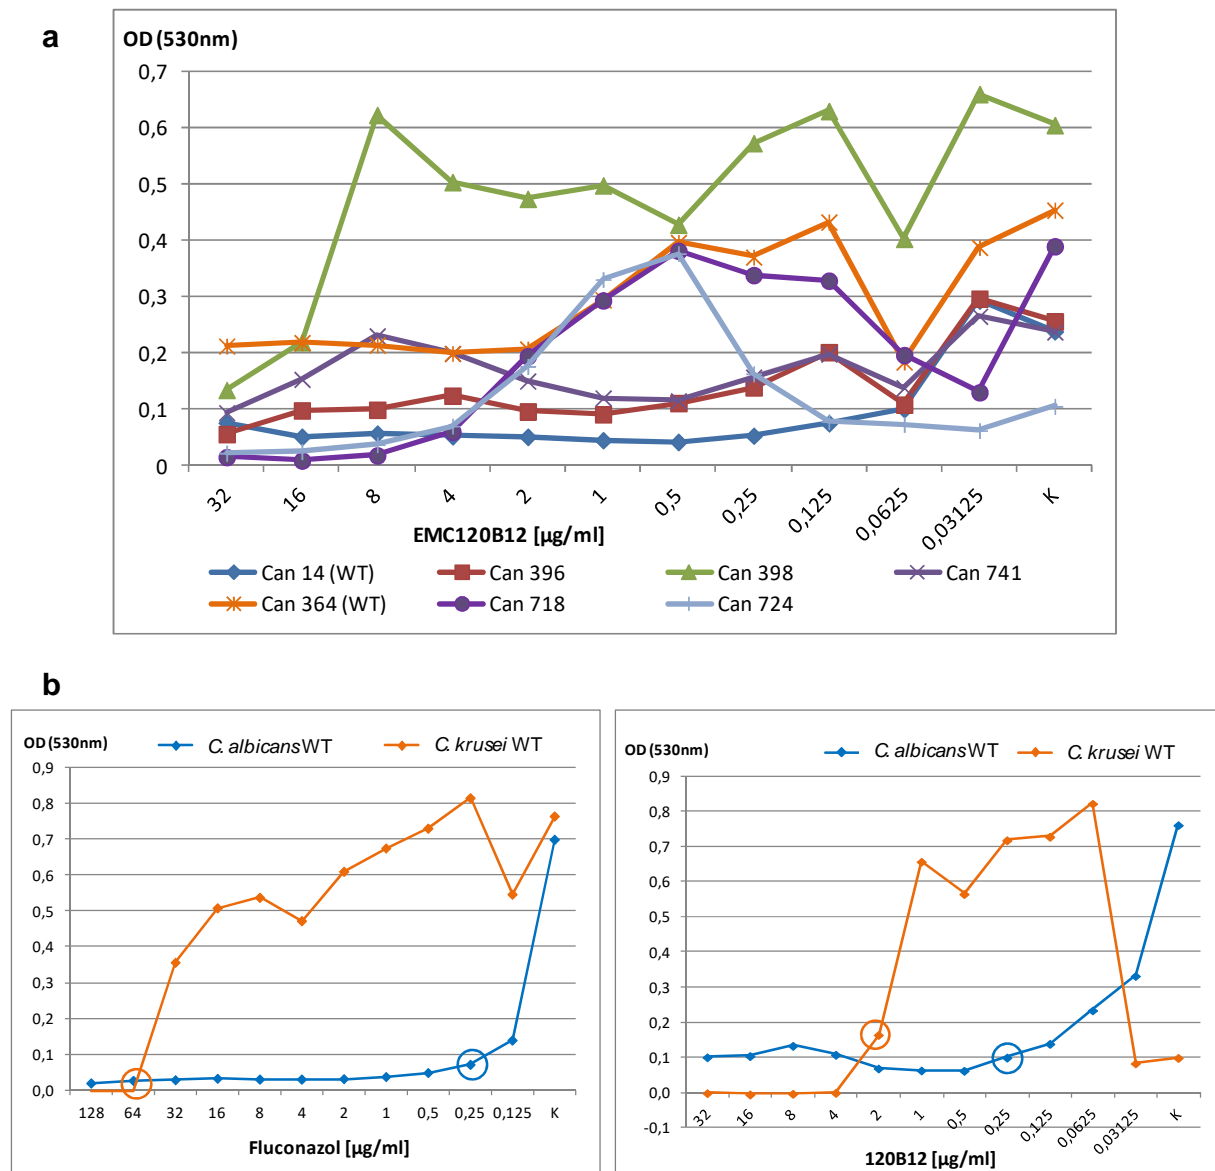 a
OD (530nm)
0,7
0,6
0,5
0,4
0,3
0,2
0,1
0
32 16 8 4 2 1 0,5 0,25 0,125 0,0625 0,03125 K
EMC120B12 [µg/ml]
Can 14 (WT) Can 396 Can 398 Can 741
Can 364 (WT) Can 718 Can 724
b
OD (530nm) C. albicans WT C. krusei WT
0,9
0,8
0,7
0,6
0,5
0,4
0,3
0,2
0,1
0,0
128 64 32 16 8 4 2 1 0,5 0,25 0,125 K
Fluconazol [µg/ml]
OD (530nm) C. albicans WT C. krusei WT
0,9
0,8
0,7
0,6
0,5
0,4
0,3
0,2
0,1
0,0
-0,1
32 16 8 4 2 1 0,5 0,25 0,125 0,0625 0,03125 K
120B12 [µg/ml]